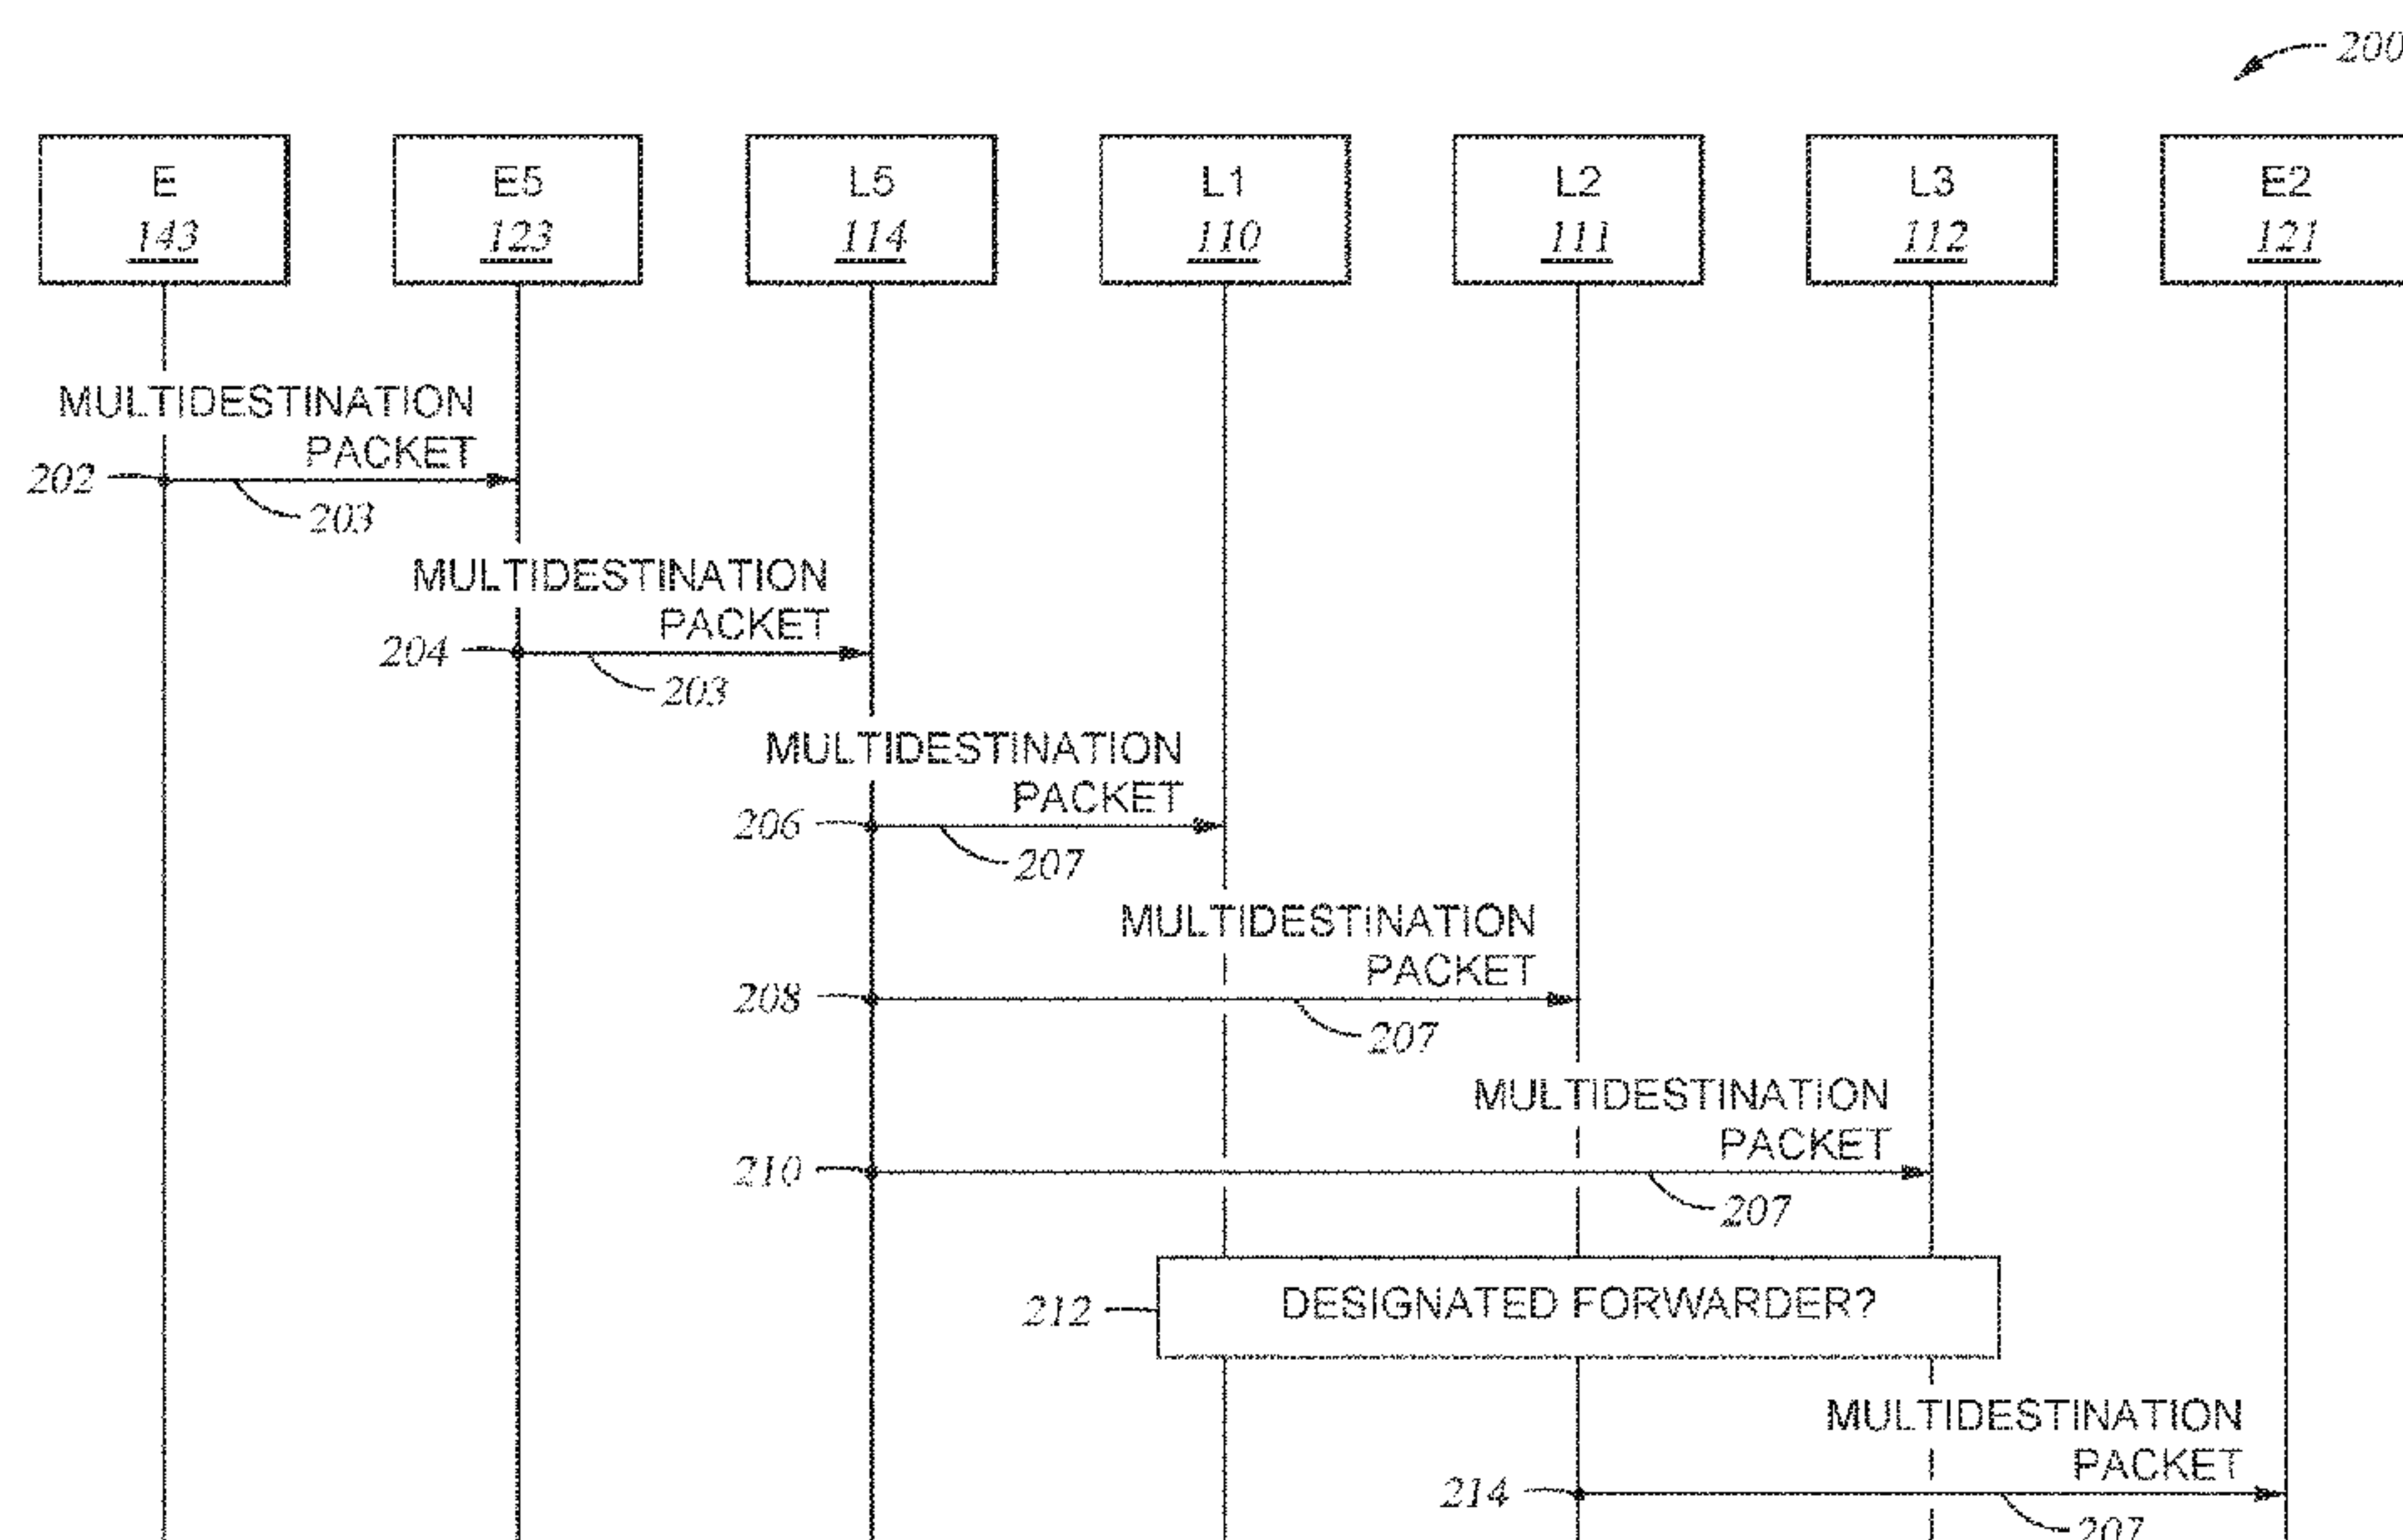 200
E
143
E5
123
L5
114
L1
110
L2
111
L3
112
E2
121
MULTIDESTINATION
PACKET
202
203
MULTIDESTINATION
PACKET
204
203
MULTIDESTINATION
PACKET
206
207
MULTIDESTINATION
PACKET
208
207
MULTIDESTINATION
PACKET
210
207
212
DESIGNATED FORWARDER?
MULTIDESTINATION
PACKET
214
207